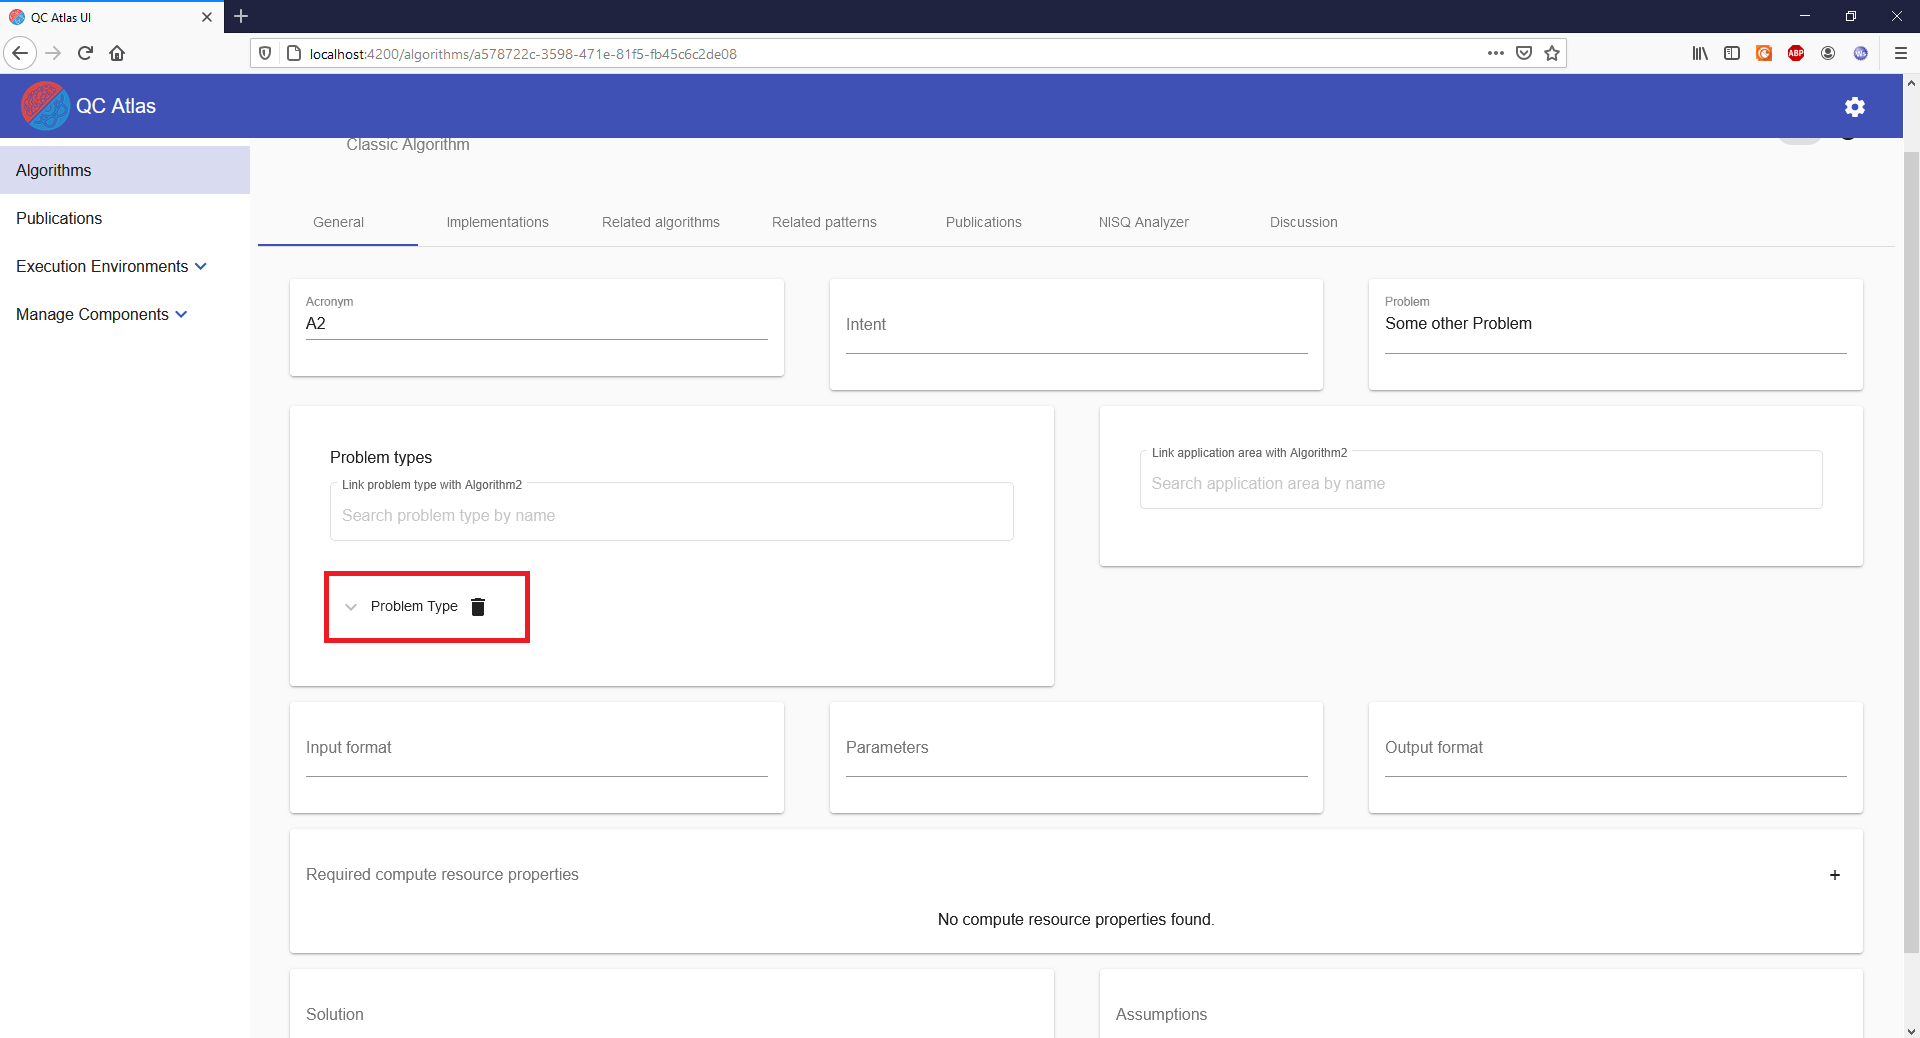 QC Atlas UI
localhost:4200/algorithms/a578722c-3598-471e-81f5-fb45c6c2de08
ABP
QC Atlas
Classic Algorithm
Algorithms
Publications
Execution Environments
Manage Components
General Implementations Related algorithms Related patterns Publications NISQ Analyzer Discussion
Acronym
A2
Intent
Problem
Some other Problem
Problem types
Link problem type with Algorithm2
Search problem type by name
Problem Type
Link application area with Algorithm2
Search application area by name
Input format
Parameters
Output format
Required compute resource properties
+
No compute resource properties found.
Solution
Assumptions